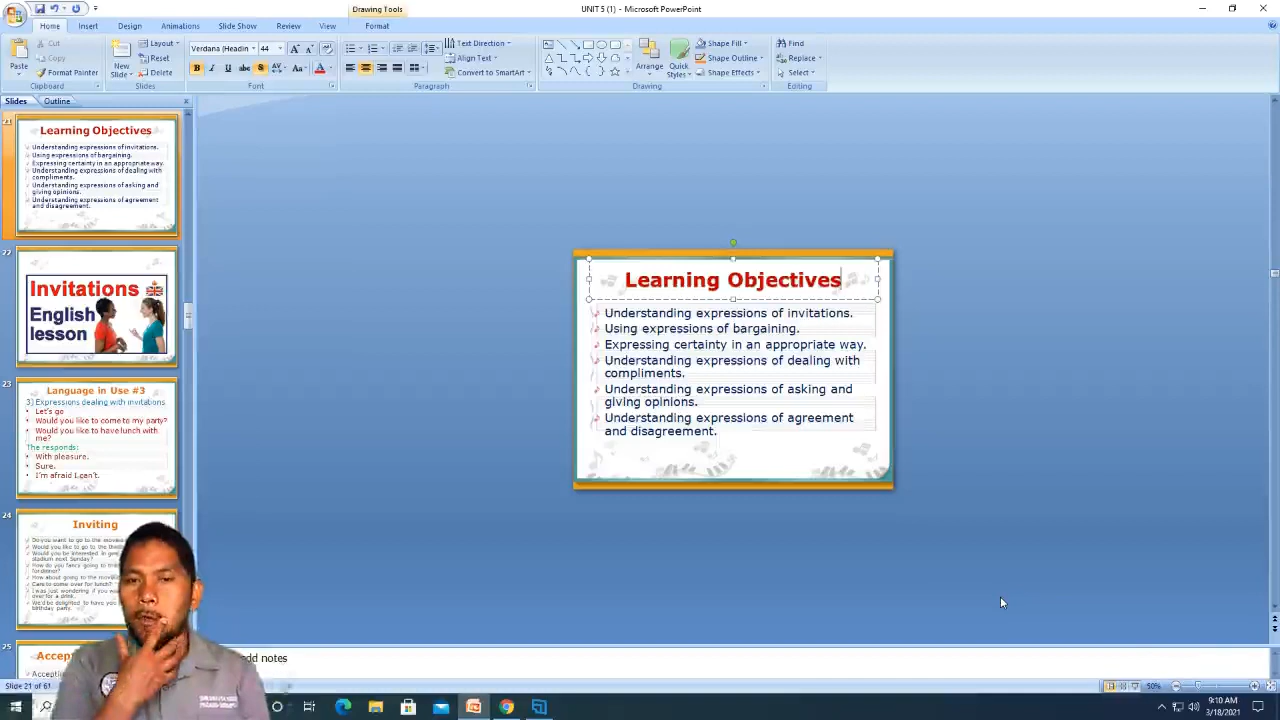 Drawing Tools
UNIT 5 (1) - Microsoft PowerPoint
Home
Insert
Design
Animations
Slide Show
Review
View
Format
Paste
Cut
Copy
Format Painter
Clipboard
New
Slide
Layout
Reset
Delete
Slides
Verdana (Headin
44
Font
Text Direction
Align Text
Convert to SmartArt
Paragraph
Arrange
Quick
Styles
Shape Fill
Shape Outline
Shape Effects
Drawing
Find
Replace
Select
Editing
Slides
Outline
21
Learning Objectives
Understanding expressions of invitations.
Using expressions of bargaining.
Expressing certainty in an appropriate way.
Understanding expressions of dealing with
compliments.
Understanding expressions of asking and
giving opinions.
Understanding expressions of agreement
and disagreement.
22
Invitations
English
lesson
23
Language in Use #3
3] Expressions dealing with invitations
Let's go
Would you like to come to my party?
Would you like to have lunch with
me?
The responds:
With pleasure.
Sure.
I'm afraid I can't.
24
Inviting
Do you want to go to the movies
Would you like to go to the
Would you be interested in
stadium next Sunday?
How do you fancy going to
for dinner?
How about going to the movies
Care to come over for lunch?
I was just wondering if you
over for a drink.
We'd be delighted to have you
birthday party.
25
Learning Objectives
Understanding expressions of invitations.
Using expressions of bargaining.
Expressing certainty in an appropriate way.
Understanding expressions of dealing with
compliments.
Understanding expressions of asking and
giving opinions.
Understanding expressions of agreement
and disagreement.
add notes
Slide 21 of 61
50%
9:10 AM
3/18/2021